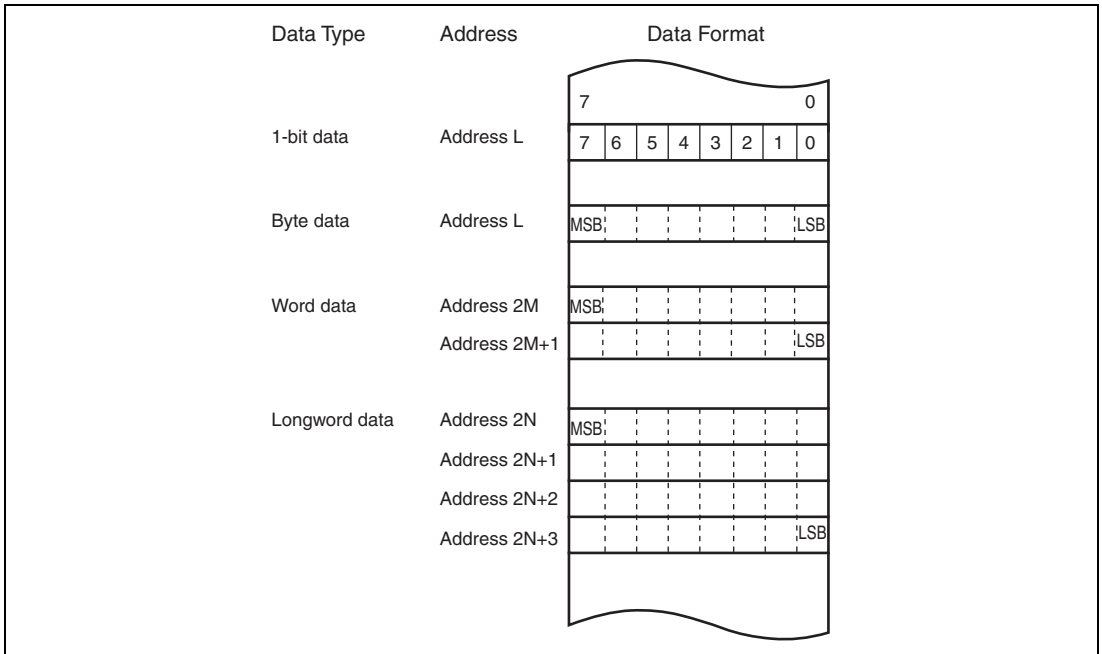 Data Type Address Data Format
7 0
1-bit data Address L 7 6 5 4 3 2 1 0
Byte data Address L MSB LSB
Word data Address 2M MSB
Address 2M+1 LSB
Longword data Address 2N MSB
Address 2N+1
Address 2N+2
Address 2N+3 LSB